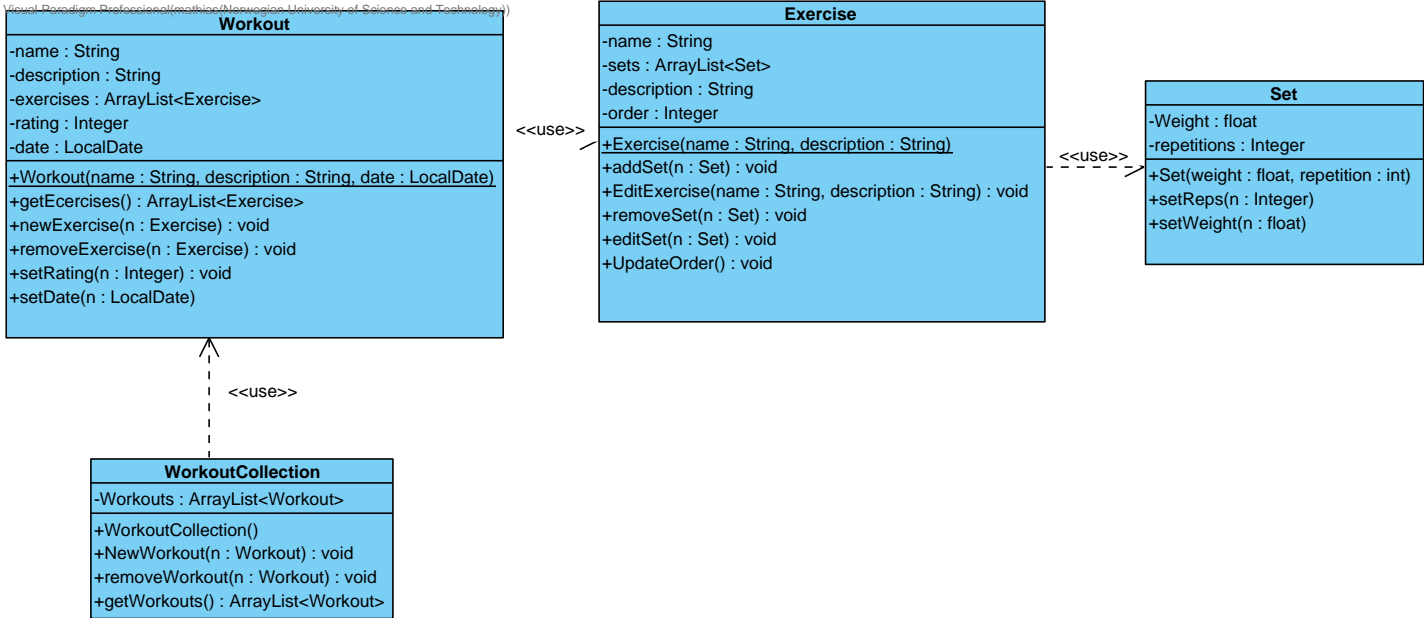 Visual Paradigm Professional(mathias(Norwegian University of Science and Technology))
Workout
-name : String
-description : String
-exercises : ArrayList<Exercise>
-rating : Integer
-date : LocalDate
+Workout(name : String, description : String, date : LocalDate)
+getEcercises() : ArrayList<Exercise>
+newExercise(n : Exercise) : void
+removeExercise(n : Exercise) : void
+setRating(n : Integer) : void
+setDate(n : LocalDate)
<<use>>
Exercise
-name : String
-sets : ArrayList<Set>
-description : String
-order : Integer
+Exercise(name : String, description : String)
+addSet(n : Set) : void
+EditExercise(name : String, description : String) : void
+removeSet(n : Set) : void
+editSet(n : Set) : void
+UpdateOrder() : void
<<use>>
Set
-Weight : float
-repetitions : Integer
+Set(weight : float, repetition : int)
+setReps(n : Integer)
+setWeight(n : float)
<<use>>
WorkoutCollection
-Workouts : ArrayList<Workout>
+WorkoutCollection()
+NewWorkout(n : Workout) : void
+removeWorkout(n : Workout) : void
+getWorkouts() : ArrayList<Workout>